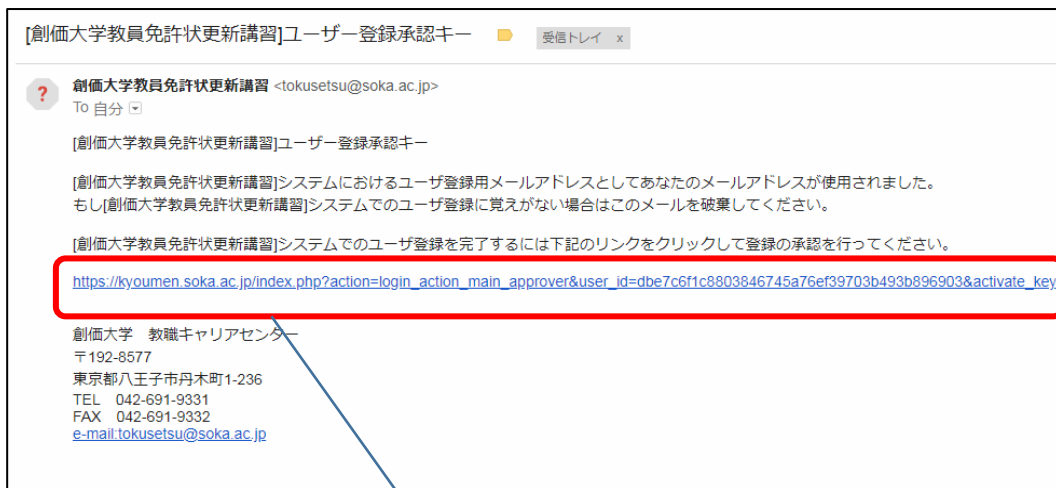 [創価大学教員免許状更新講習]ユーザー登録承認キー
受信トレイ x
創価大学教員免許状更新講習 <tokusetsu@soka.ac.jp>
To 自分
[創価大学教員免許状更新講習]ユーザー登録承認キー
[創価大学教員免許状更新講習]システムにおけるユーザ登録用メールアドレスとしてあなたのメールアドレスが使用されました。
もし[創価大学教員免許状更新講習]システムでのユーザ登録に覚えがない場合はこのメールを破棄してください。
[創価大学教員免許状更新講習]システムでのユーザ登録を完了するには下記のリンクをクリックして登録の承認を行ってください。
https://kyoumen.soka.ac.jp/index.php?action=login_action_main_approver&user_id=dbe7c6f1c8803846745a76ef39703b493b896903&activate_key
創価大学　教職キャリアセンター
〒192-8577
東京都八王子市丹木町1-236
TEL　042-691-9331
FAX　042-691-9332
e-mail:tokusetsu@soka.ac.jp